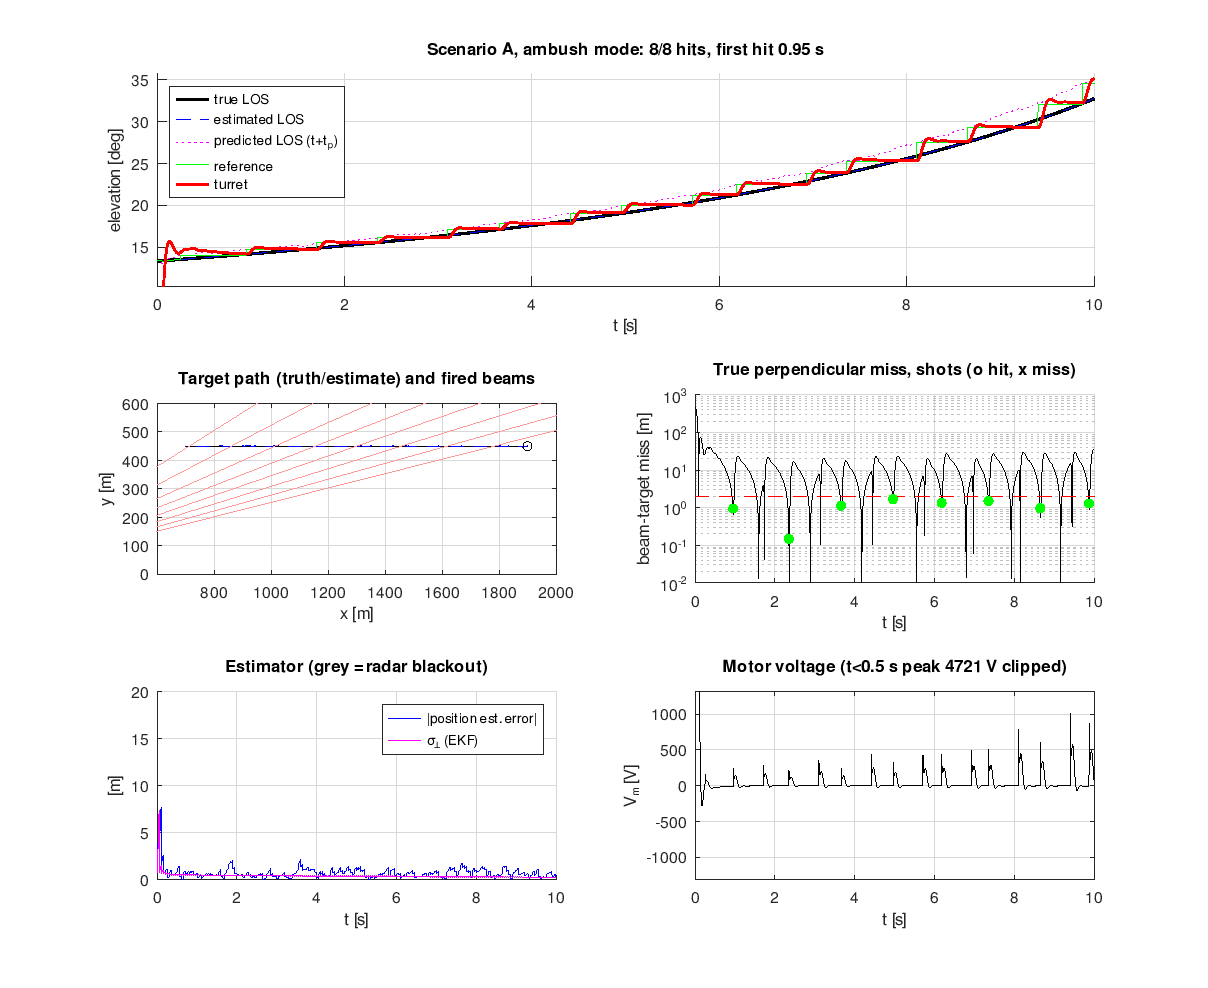 Scenario A, ambush mode: 8/8 hits, first hit 0.95 s
elevation [deg]
35
30
25
20
15
true LOS
estimated LOS
predicted LOS (t+t_p)
reference
turret
0 2 4 6 8 10
t [s]
Target path (truth/estimate) and fired beams
y [m]
600
500
400
300
200
100
0
800 1000 1200 1400 1600 1800 2000
x [m]
True perpendicular miss, shots (o hit, x miss)
beam-target miss [m]
10^3
10^2
10^1
10^0
10^-1
10^-2
0 2 4 6 8 10
t [s]
Estimator (grey = radar blackout)
[m]
20
15
10
5
0
|position est. error|
σ⊥ (EKF)
0 2 4 6 8 10
t [s]
Motor voltage (t<0.5 s peak 4721 V clipped)
V_m [V]
1000
500
0
-500
-1000
0 2 4 6 8 10
t [s]